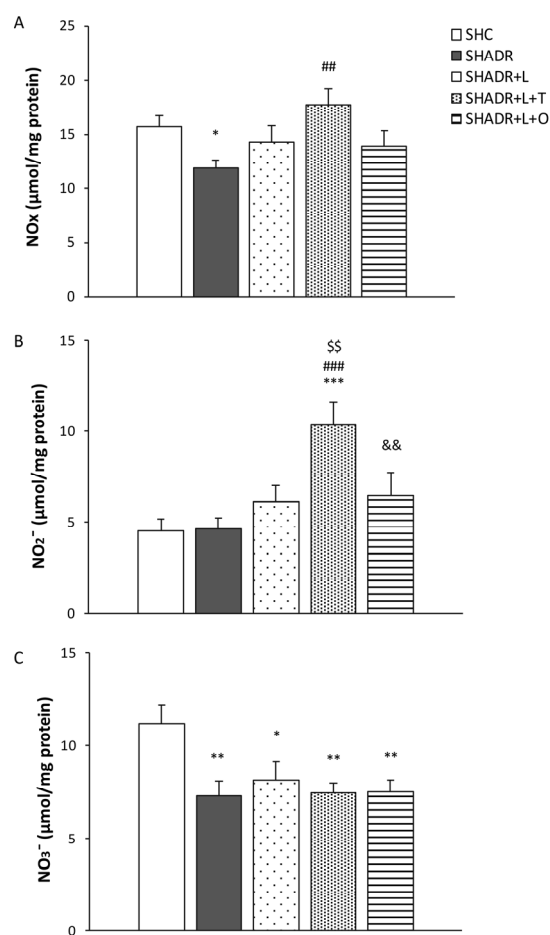 A
NOx (µmol/mg protein)
25
20
15
10
5
0
*
##
SHC
SHADR
SHADR+L
SHADR+L+T
SHADR+L+O
B
NO₂⁻ (µmol/mg protein)
15
10
5
0
$$
###
***
&&
C
NO₃⁻ (µmol/mg protein)
15
10
5
0
**
*
**
**